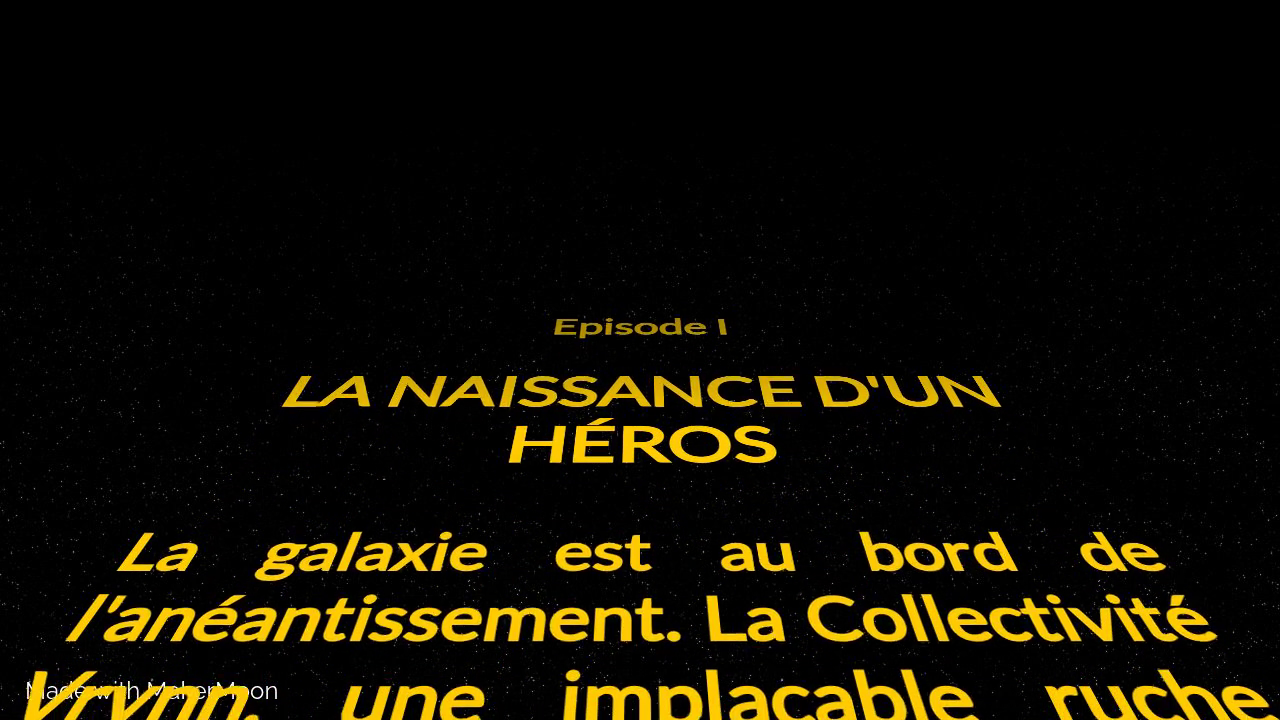 Episode I
LA NAISSANCE D'UN
HÉROS
La galaxie est au bord de
l'anéantissement. La Collectivité
Vrynn, une implacable ruche
Made with MakerMoon